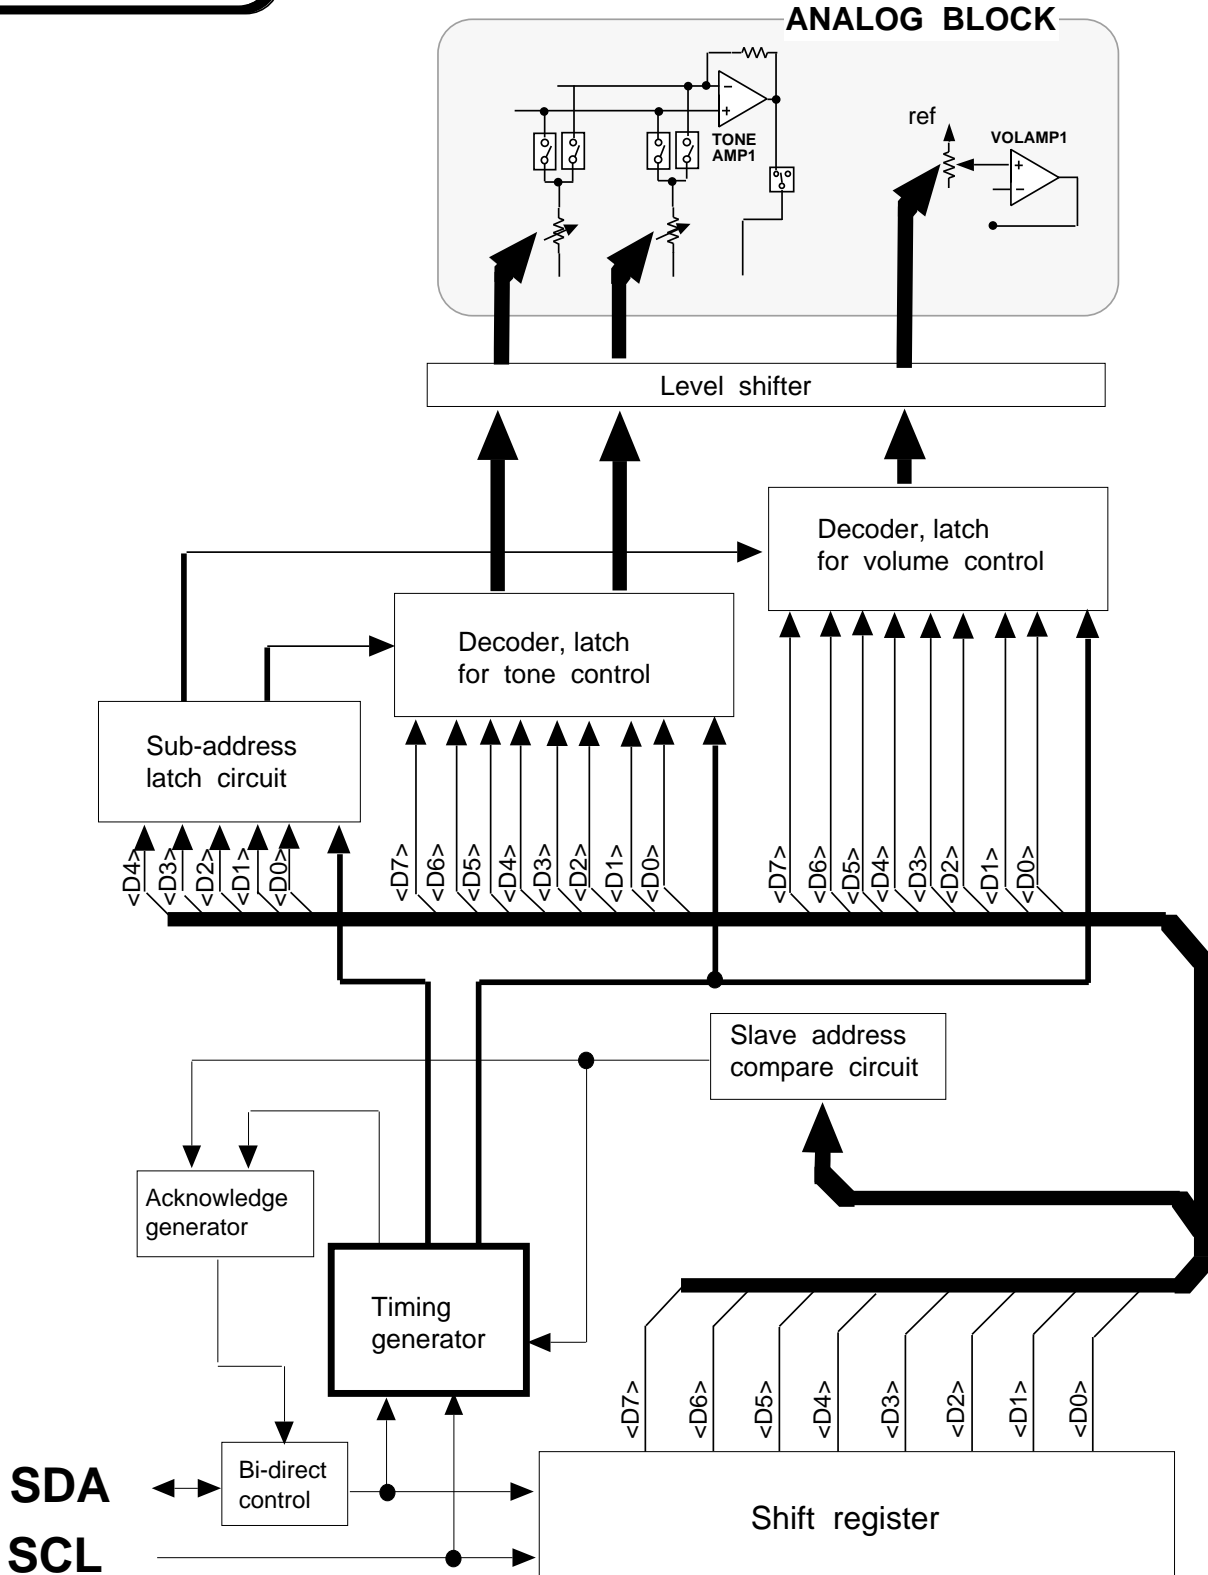 ANALOG BLOCK
ref
VOLAMP1
TONE
AMP1
−
+
+
−
Level shifter
Decoder, latch
for volume control
Decoder, latch
for tone control
Sub-address
latch circuit
<D4>
<D3>
<D2>
<D1>
<D0>
<D7>
<D6>
<D5>
<D4>
<D3>
<D2>
<D1>
<D0>
<D7>
<D6>
<D5>
<D4>
<D3>
<D2>
<D1>
<D0>
Slave address
compare circuit
Acknowledge
generator
Timing
generator
<D7>
<D6>
<D5>
<D4>
<D3>
<D2>
<D1>
<D0>
SDA
Bi-direct
control
Shift register
SCL